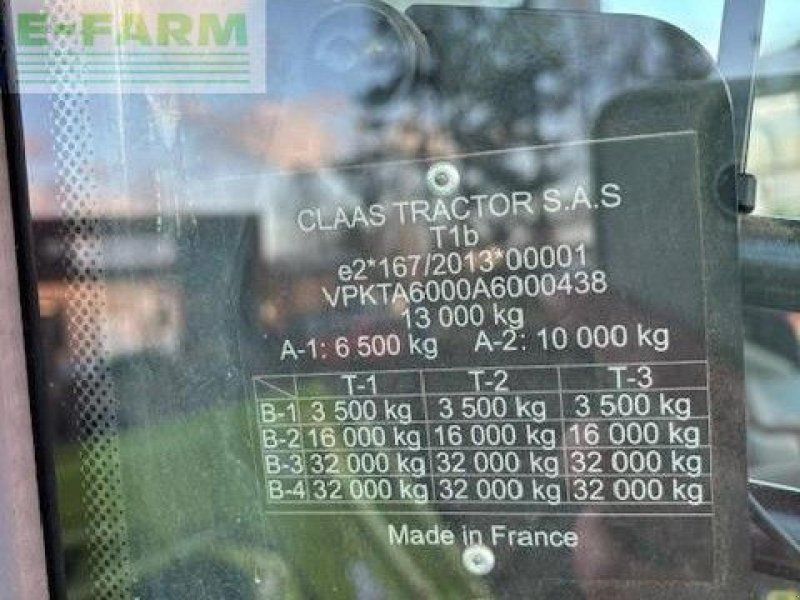 E-FARM
CLAAS TRACTOR S.A.S
T1b
e2*167/2013*00001
VPKTA6000A6000438
13 000 kg
A-1: 6 500 kg A-2: 10 000 kg
T-1 T-2 T-3
B-1 3 500 kg 3 500 kg 3 500 kg
B-2 16 000 kg 16 000 kg 16 000 kg
B-3 32 000 kg 32 000 kg 32 000 kg
B-4 32 000 kg 32 000 kg 32 000 kg
Made in France